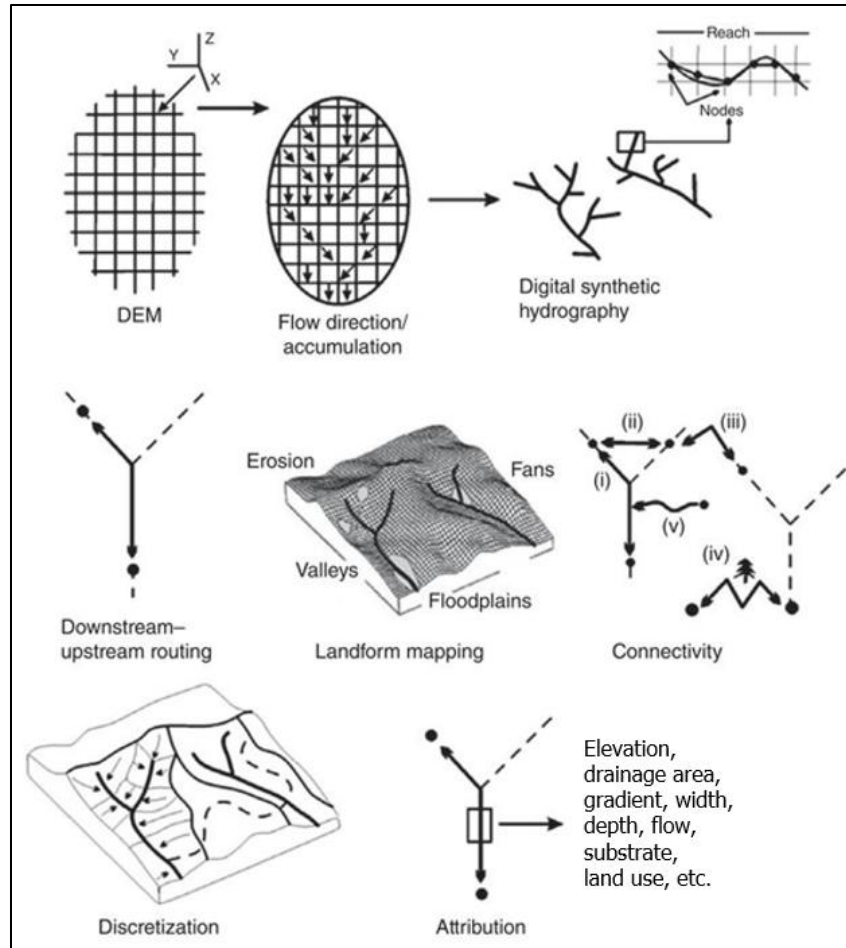 Reach
Z
Y
X
Nodes
DEM
Flow direction/
accumulation
Digital synthetic
hydrography
Erosion
Fans
Valleys
Floodplains
(ii)
(iii)
(i)
(v)
(iv)
Downstream–
upstream routing
Landform mapping
Connectivity
Elevation,
drainage area,
gradient, width,
depth, flow,
substrate,
land use, etc.
Discretization
Attribution